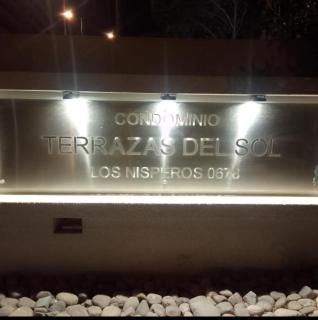 CONDOMINIO
TERRAZAS DEL SOL
LOS NISPEROS 0678